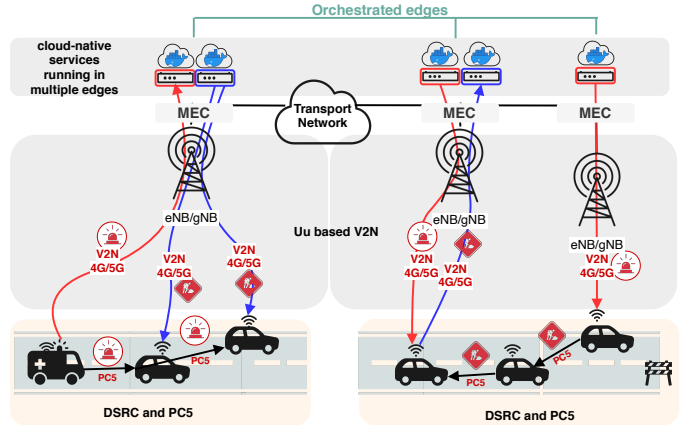 Orchestrated edges
cloud-native
services
running in
multiple edges
MEC
Transport
Network
MEC
MEC
eNB/gNB
Uu based V2N
eNB/gNB
eNB/gNB
V2N
4G/5G
V2N
4G/5G
V2N
4G/5G
V2N
4G/5G
V2N
4G/5G
V2N
4G/5G
PC5
PC5
PC5
PC5
DSRC and PC5
DSRC and PC5